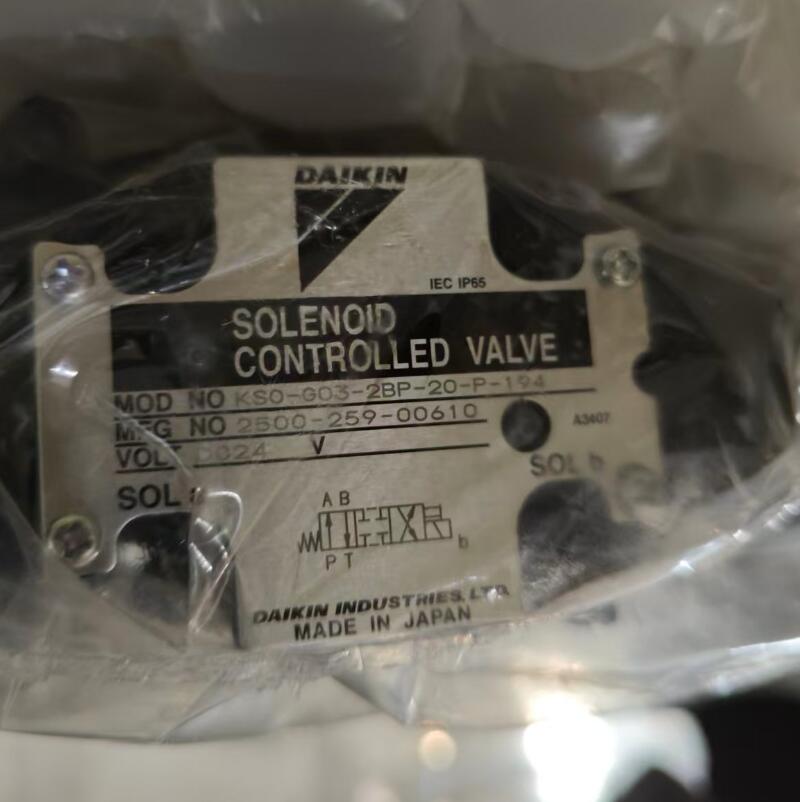 DAIKIN
IEC IP65
SOLENOID
CONTROLLED VALVE
MOD NO KSO-G03-2BP-20-P-194
MFG NO 2500-259-00610
A3407
VOLT DC24 V
SOL b
SOL a
A B
b
P T
DAIKIN INDUSTRIES, LTD.
MADE IN JAPAN